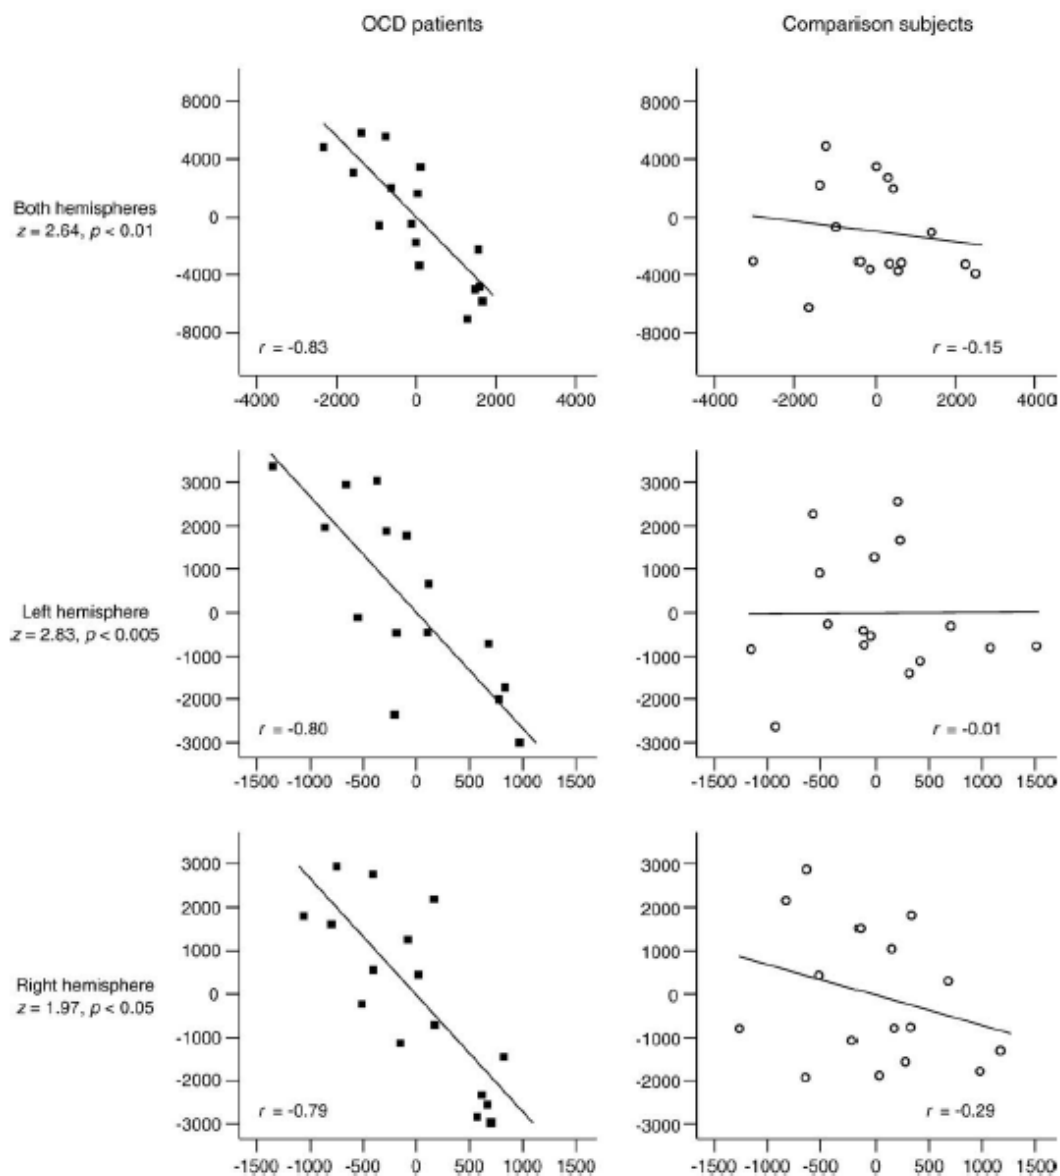 OCD patients
Comparison subjects
Both hemispheres
z = 2.64, p < 0.01
8000
4000
0
-4000
-8000
r = -0.83
-4000 -2000 0 2000 4000
8000
4000
0
-4000
-8000
r = -0.15
-4000 -2000 0 2000 4000
Left hemisphere
z = 2.83, p < 0.005
3000
2000
1000
0
-1000
-2000
-3000
r = -0.80
-1500 -1000 -500 0 500 1000 1500
3000
2000
1000
0
-1000
-2000
-3000
r = -0.01
-1500 -1000 -500 0 500 1000 1500
Right hemisphere
z = 1.97, p < 0.05
3000
2000
1000
0
-1000
-2000
-3000
r = -0.79
-1500 -1000 -500 0 500 1000 1500
3000
2000
1000
0
-1000
-2000
-3000
r = -0.29
-1500 -1000 -500 0 500 1000 1500